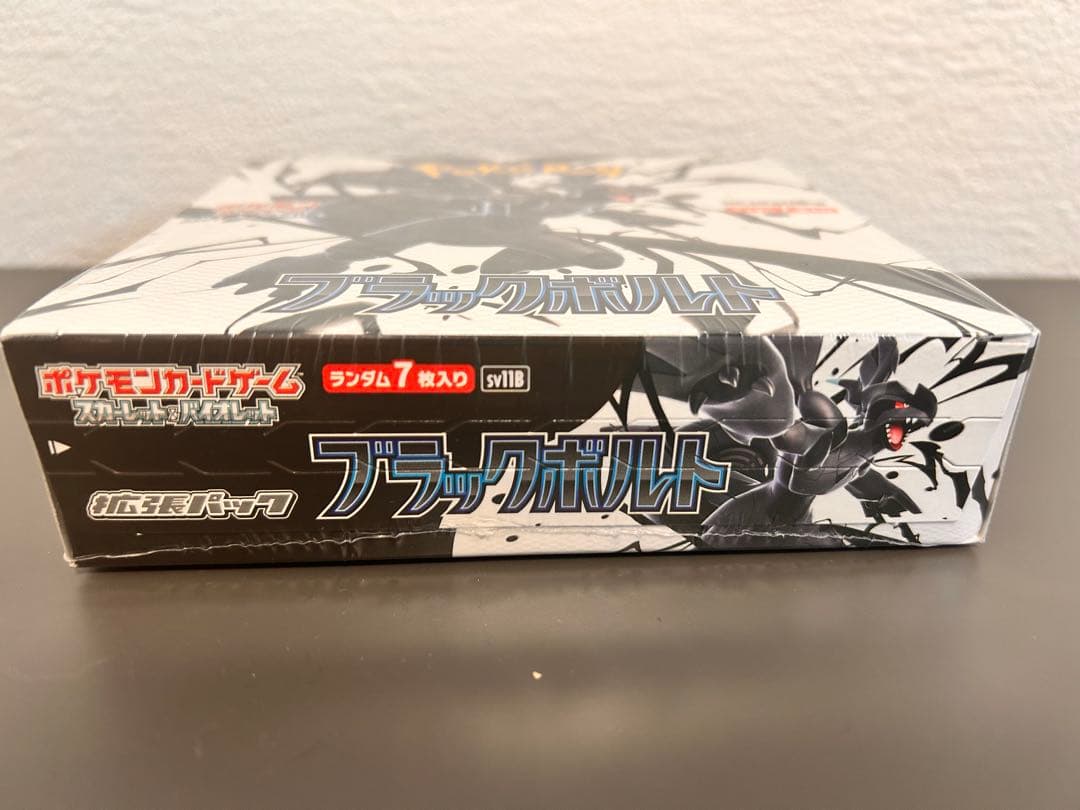 ブラックボルト
ポケモンカードゲーム
スカーレット&バイオレット
ランダム7枚入り
sv11B
ブラックボルト
拡張パック